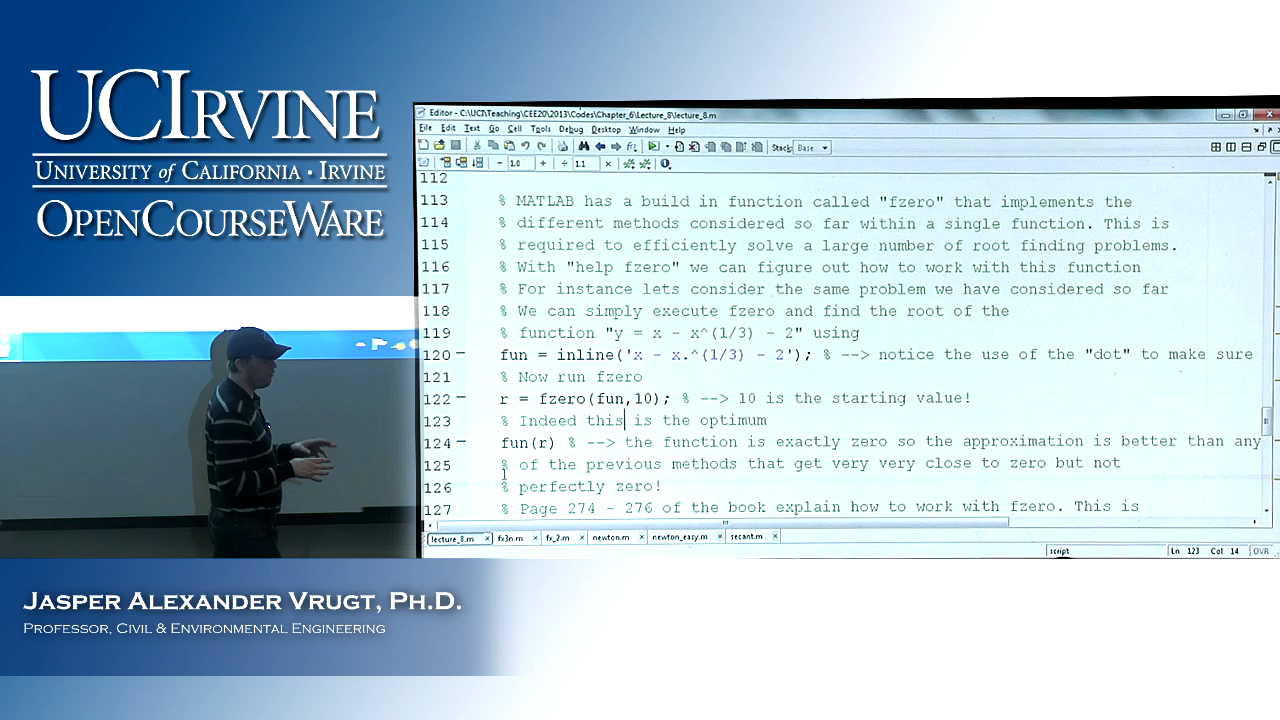 UCIRVINE
UNIVERSITY of CALIFORNIA · IRVINE
OPENCOURSEWARE
Editor - C:\UCI\Teaching\CEE20\2013\Codes\Chapter_6\Lecture_8\lecture_8.m
File Edit Text Go Cell Tools Debug Desktop Window Help
Stack: Base
1.0 + ÷ 1.1 ×
112
113 % MATLAB has a build in function called "fzero" that implements the
114 % different methods considered so far within a single function. This is
115 % required to efficiently solve a large number of root finding problems.
116 % With "help fzero" we can figure out how to work with this function
117 % For instance lets consider the same problem we have considered so far
118 % We can simply execute fzero and find the root of the
119 % function "y = x - x^(1/3) - 2" using
120 - fun = inline('x - x.^(1/3) - 2'); % --> notice the use of the "dot" to make sure
121 % Now run fzero
122 - r = fzero(fun,10); % --> 10 is the starting value!
123 % Indeed this is the optimum
124 - fun(r) % --> the function is exactly zero so the approximation is better than any
125 % of the previous methods that get very very close to zero but not
126 % perfectly zero!
127 % Page 274 - 276 of the book explain how to work with fzero. This is
lecture_8.m × fx3n.m × fx_2.m × newton.m × newton_easy.m × secant.m ×
script Ln 123 Col 14 OVR
JASPER ALEXANDER VRUGT, PH.D.
PROFESSOR, CIVIL & ENVIRONMENTAL ENGINEERING